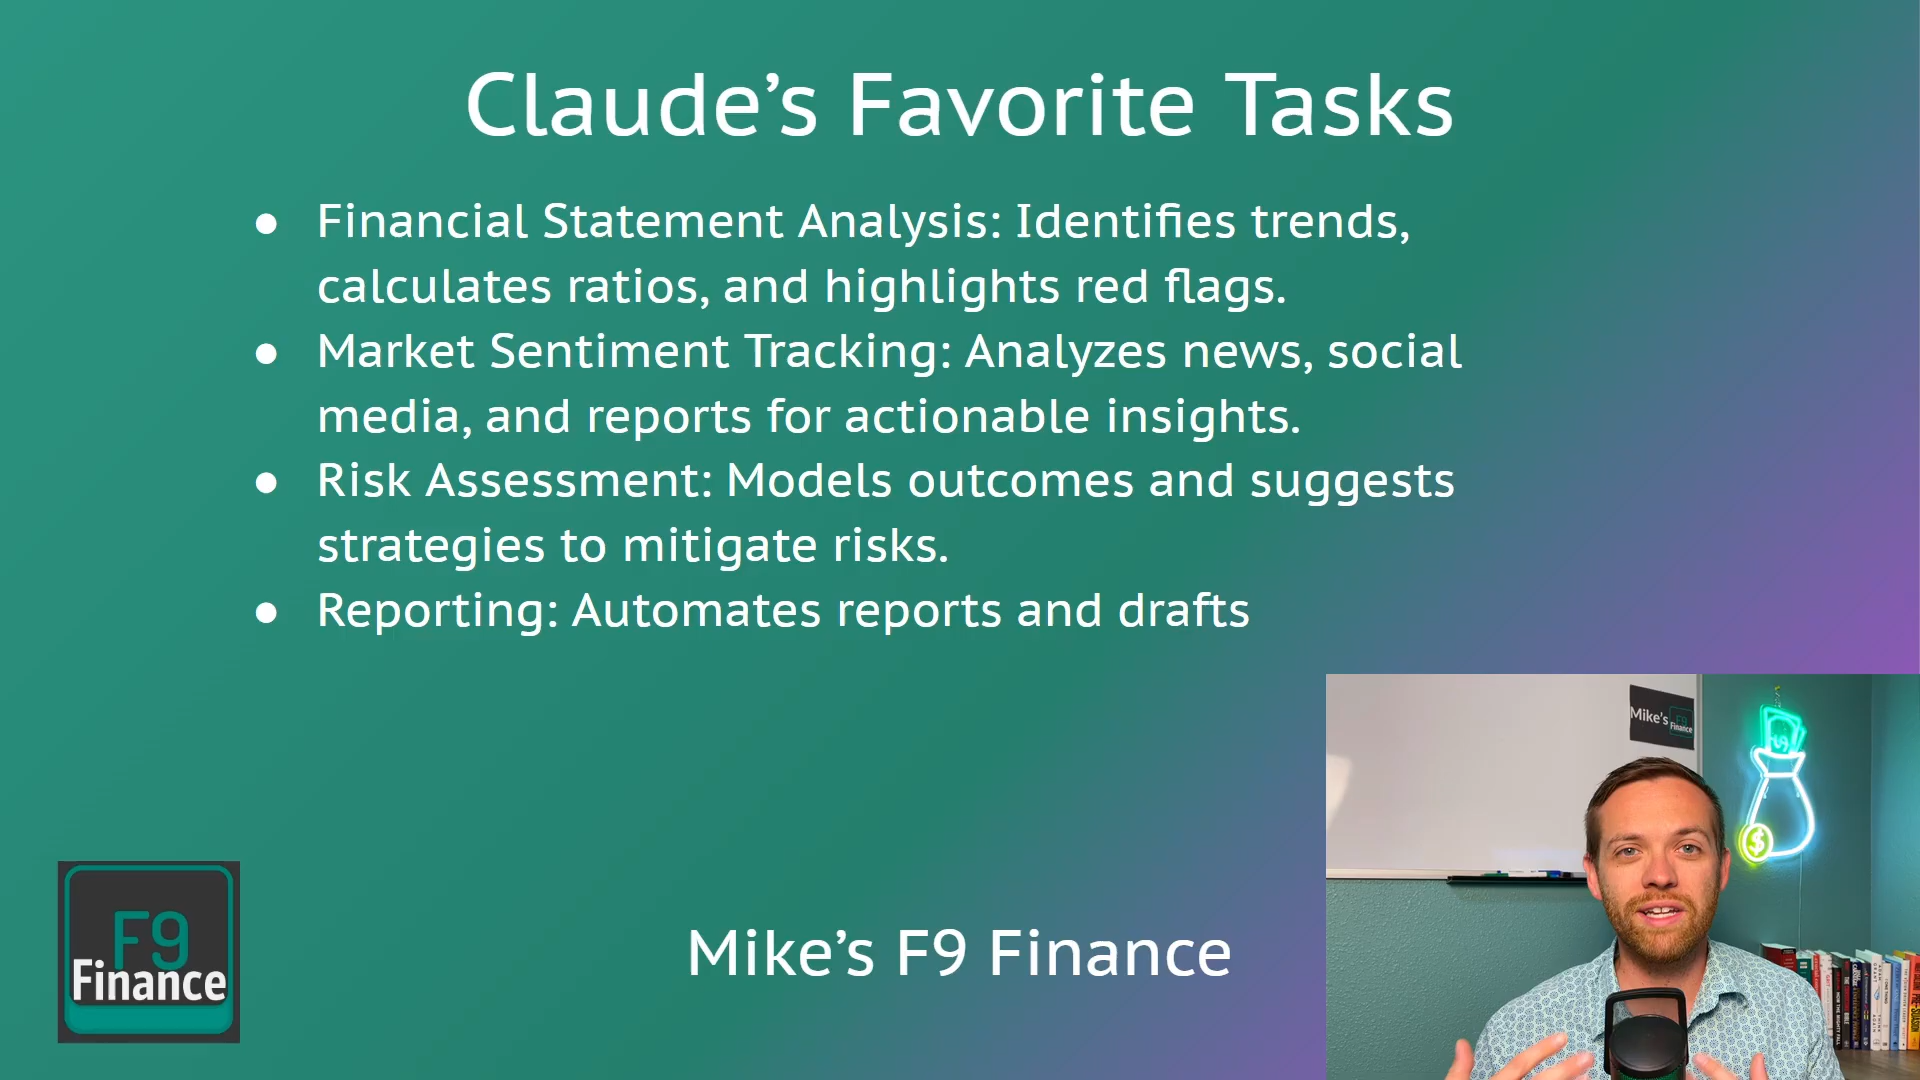 Claude’s Favorite Tasks
● Financial Statement Analysis: Identifies trends,
calculates ratios, and highlights red flags.
● Market Sentiment Tracking: Analyzes news, social
media, and reports for actionable insights.
● Risk Assessment: Models outcomes and suggests
strategies to mitigate risks.
● Reporting: Automates reports and drafts
Mike’s F9
Finance
F9
Finance
Mike’s F9 Finance